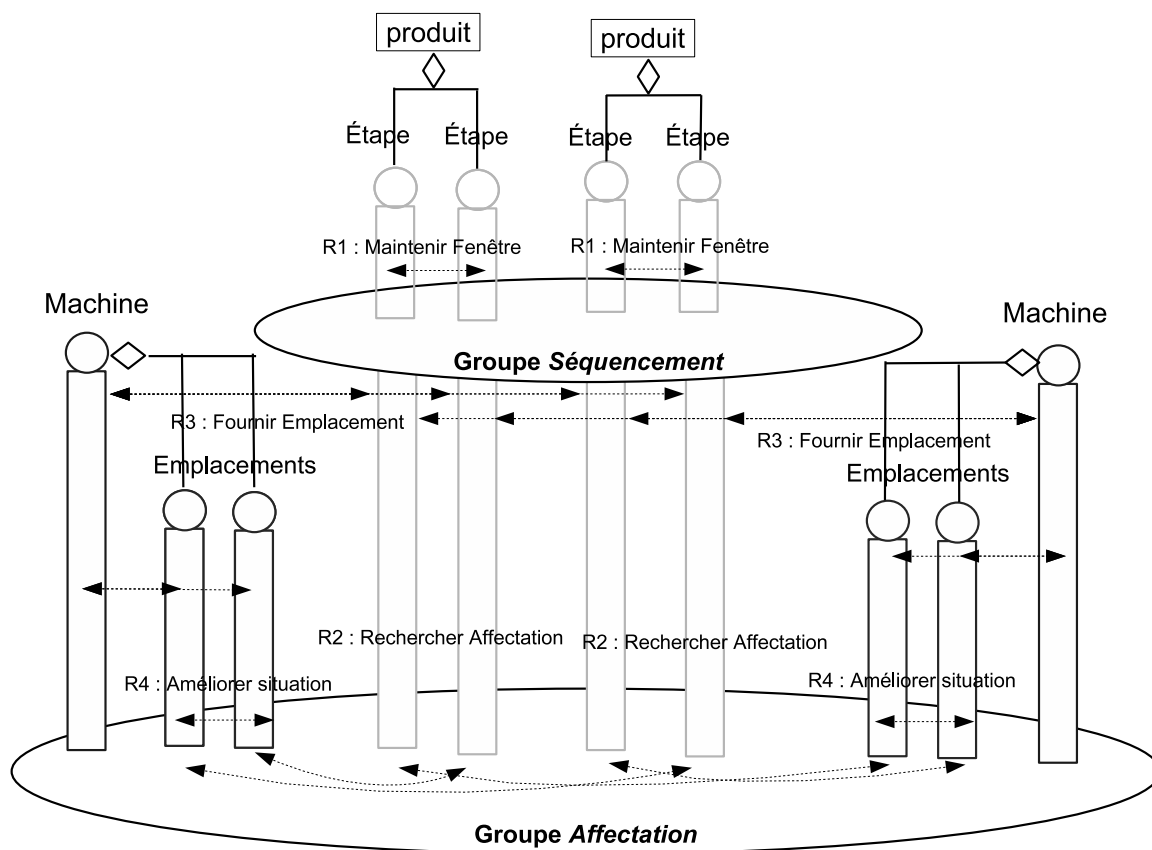 produit
produit
Étape
Étape
Étape
Étape
R1 : Maintenir Fenêtre
R1 : Maintenir Fenêtre
Machine
Machine
Groupe Séquencement
R3 : Fournir Emplacement
R3 : Fournir Emplacement
Emplacements
Emplacements
R2 : Rechercher Affectation
R2 : Rechercher Affectation
R4 : Améliorer situation
R4 : Améliorer situation
Groupe Affectation